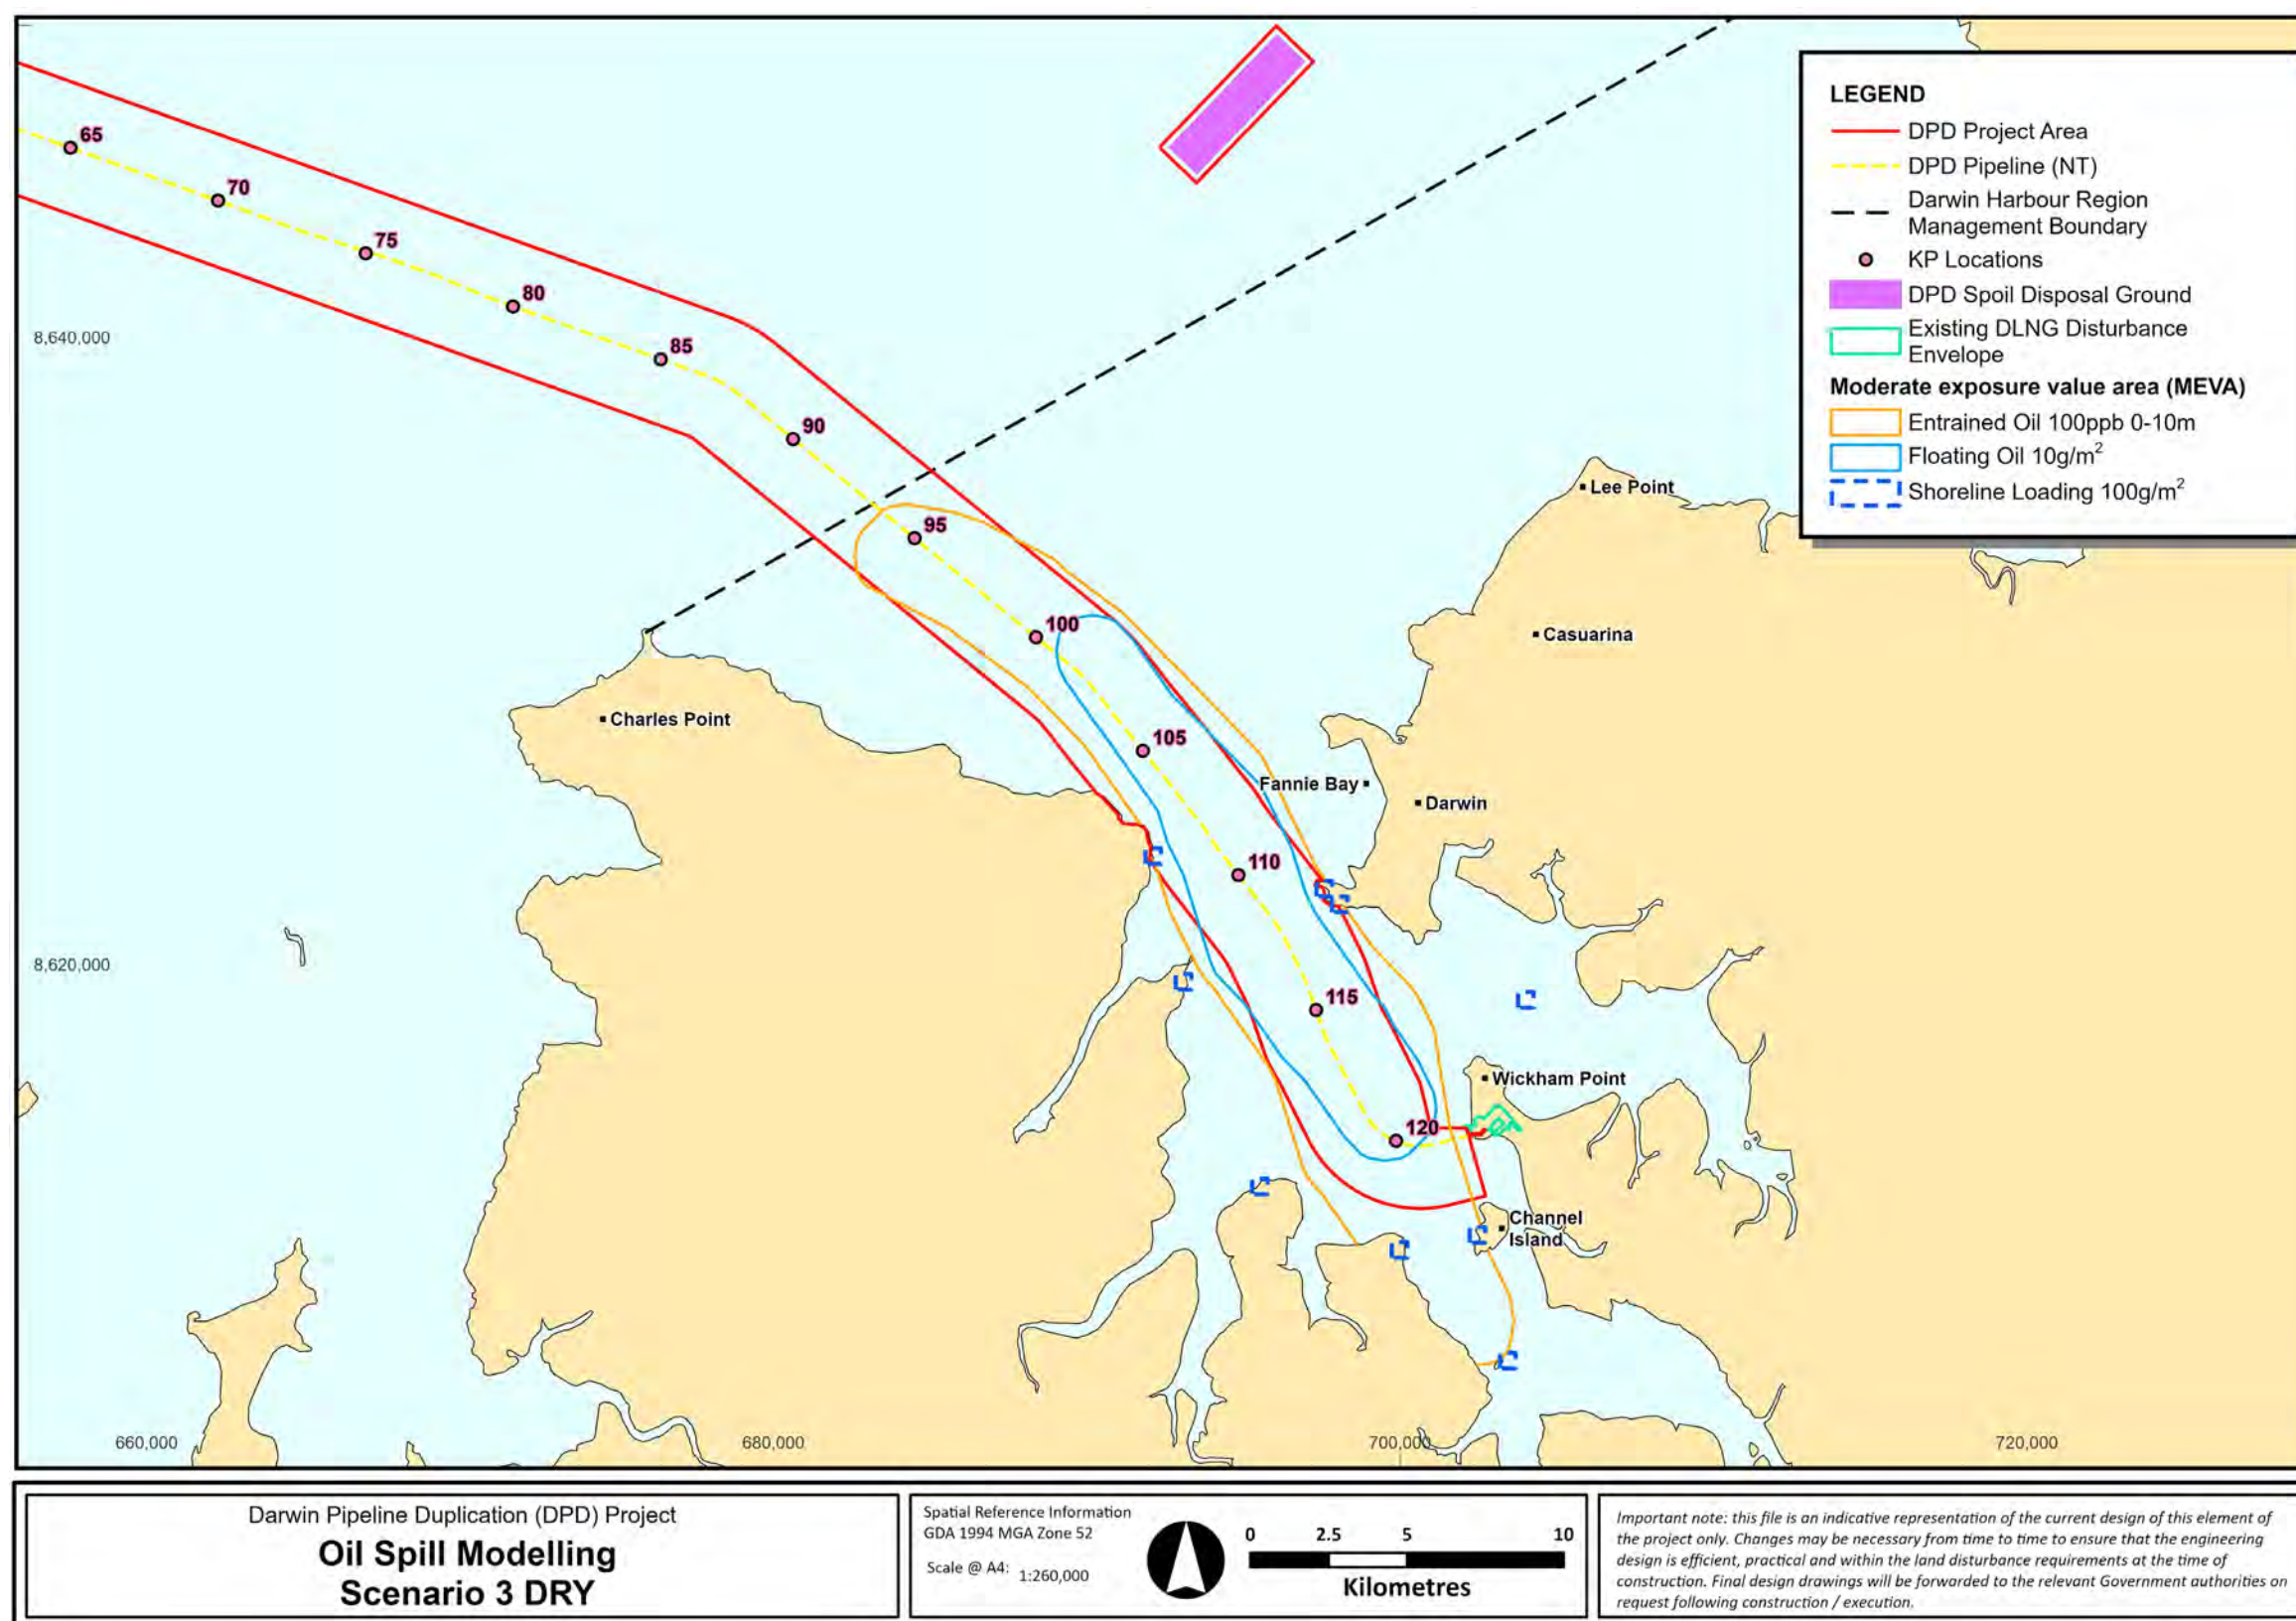 65
70
75
80
85
90
95
100
105
110
115
120
8,640,000
8,620,000
660,000
680,000
700,000
720,000
Lee Point
Casuarina
Charles Point
Fannie Bay
Darwin
Wickham Point
Channel
Island
LEGEND
DPD Project Area
DPD Pipeline (NT)
Darwin Harbour Region
Management Boundary
KP Locations
DPD Spoil Disposal Ground
Existing DLNG Disturbance
Envelope
Moderate exposure value area (MEVA)
Entrained Oil 100ppb 0-10m
Floating Oil 10g/m²
Shoreline Loading 100g/m²
Darwin Pipeline Duplication (DPD) Project
Oil Spill Modelling
Scenario 3 DRY
Spatial Reference Information
GDA 1994 MGA Zone 52
Scale @ A4: 1:260,000
0 2.5 5 10
Kilometres
Important note: this file is an indicative representation of the current design of this element of
the project only. Changes may be necessary from time to time to ensure that the engineering
design is efficient, practical and within the land disturbance requirements at the time of
construction. Final design drawings will be forwarded to the relevant Government authorities on
request following construction / execution.